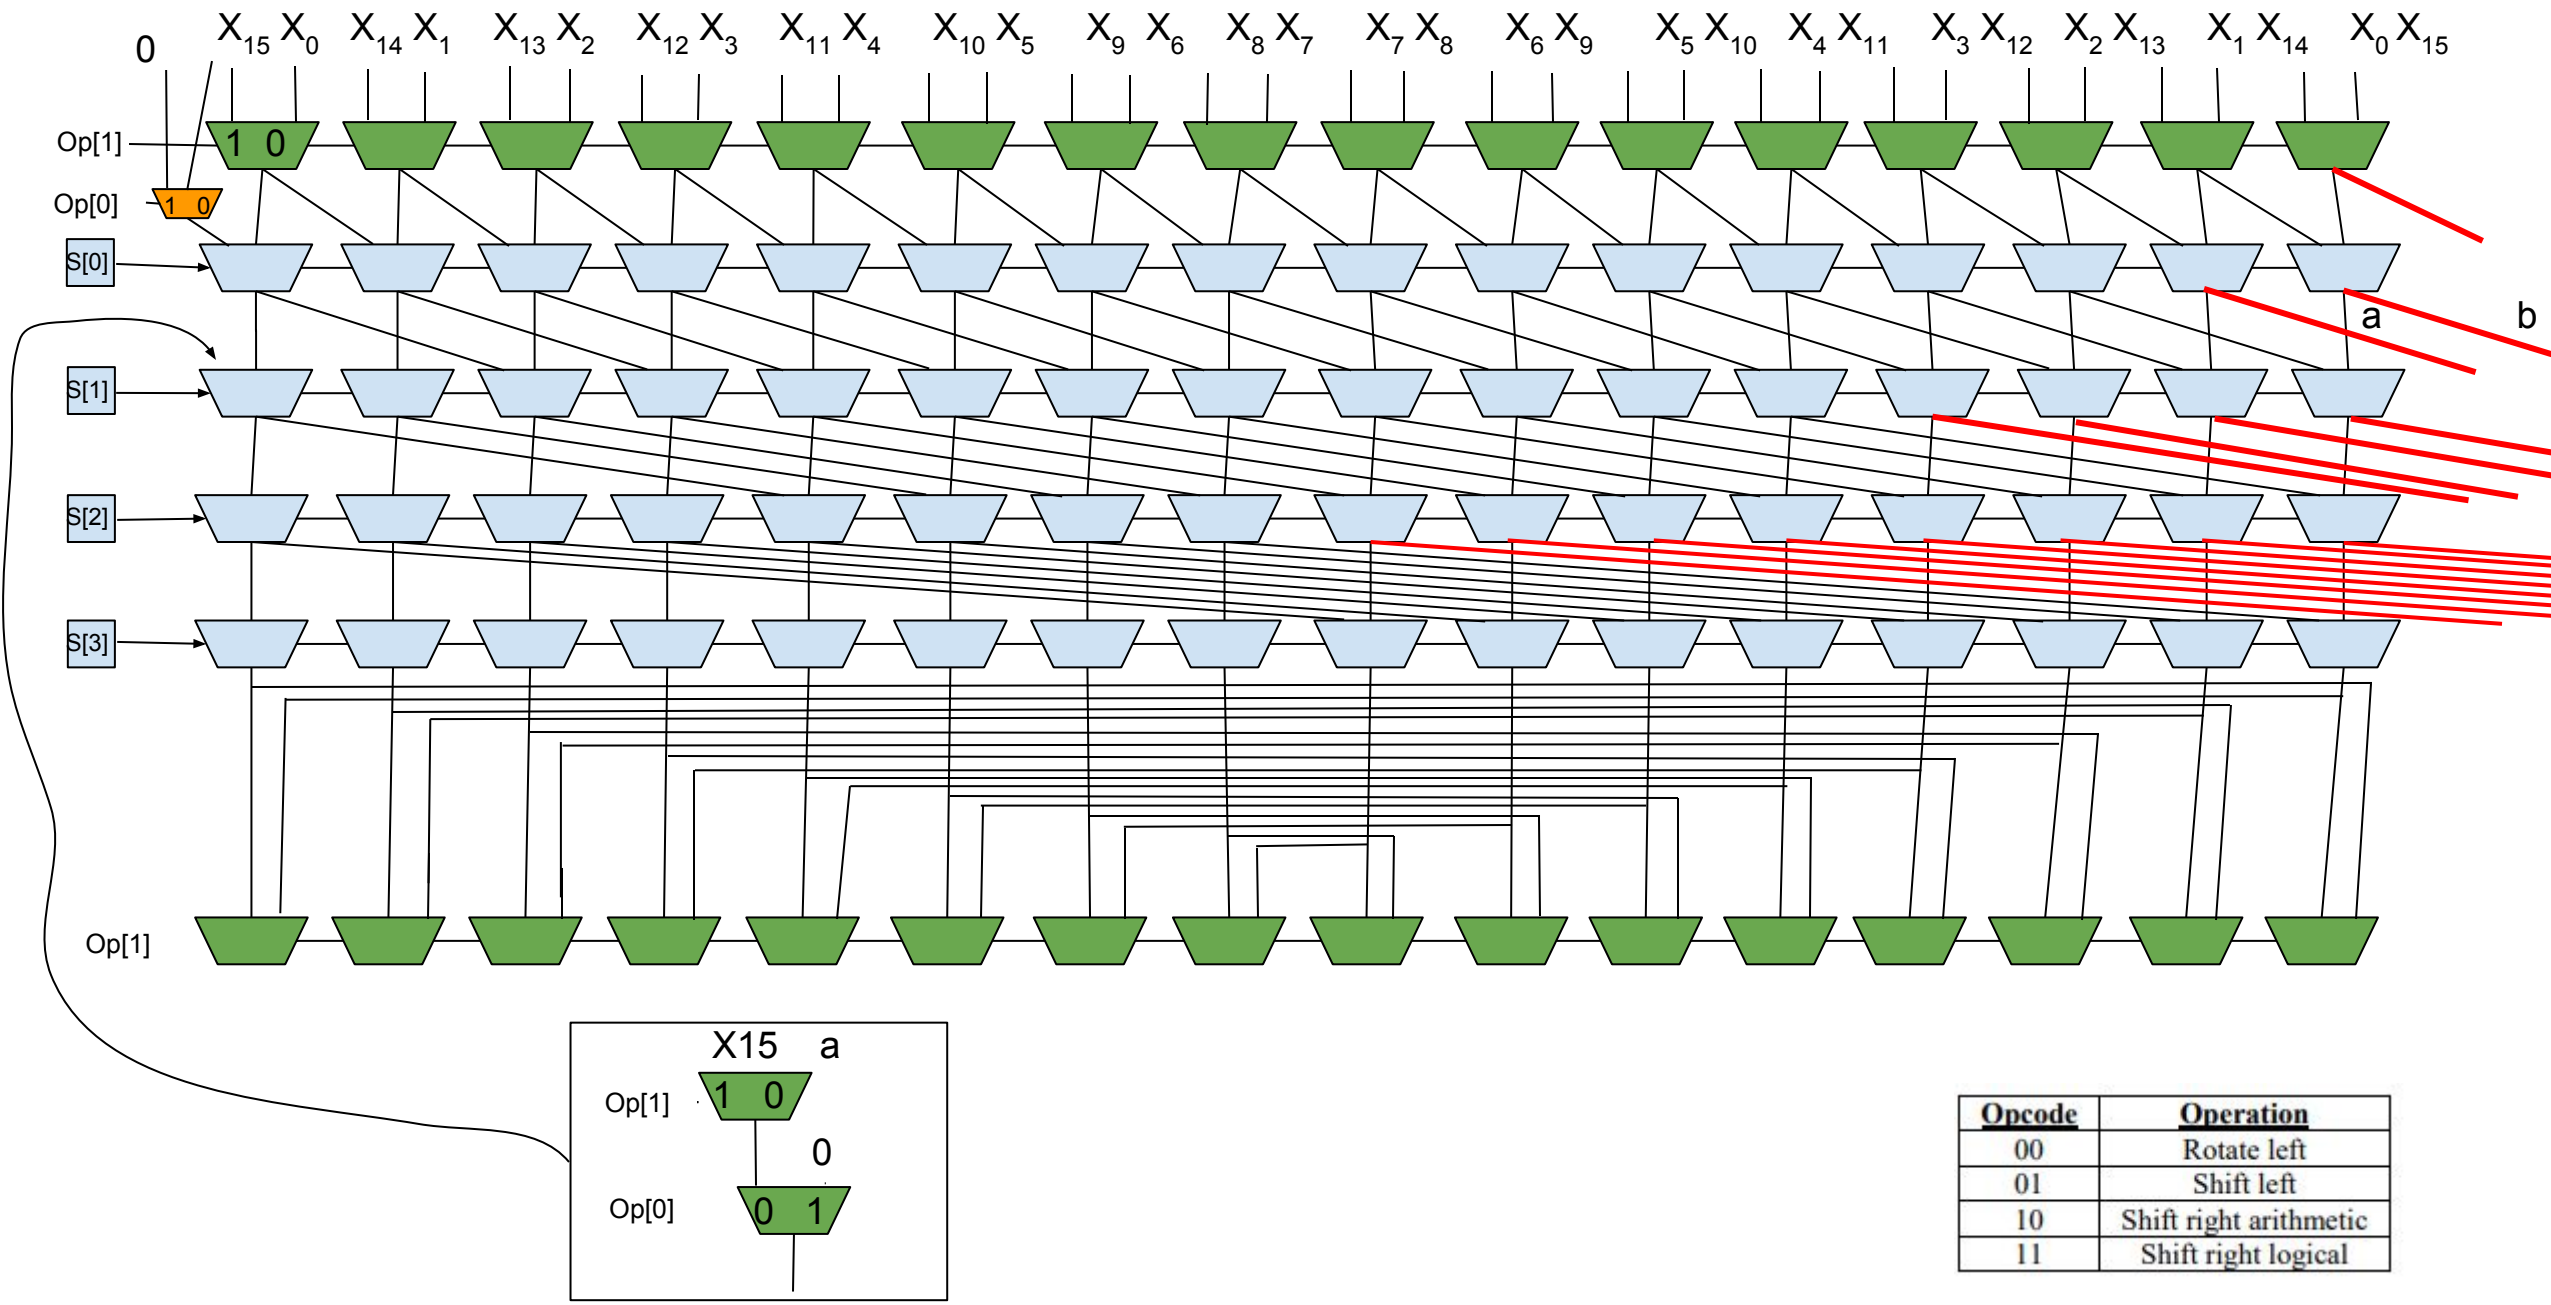 0 X15 X0 X14 X1 X13 X2 X12 X3 X11 X4 X10 X5 X9 X6 X8 X7 X7 X8 X6 X9 X5 X10 X4 X11 X3 X12 X2 X13 X1 X14 X0 X15
Op[1] 1 0
Op[0] 1 0
S[0]
a b
S[1]
S[2]
S[3]
Op[1]
X15 a
Op[1] 1 0
0
Op[0] 0 1
Opcode Operation
00 Rotate left
01 Shift left
10 Shift right arithmetic
11 Shift right logical